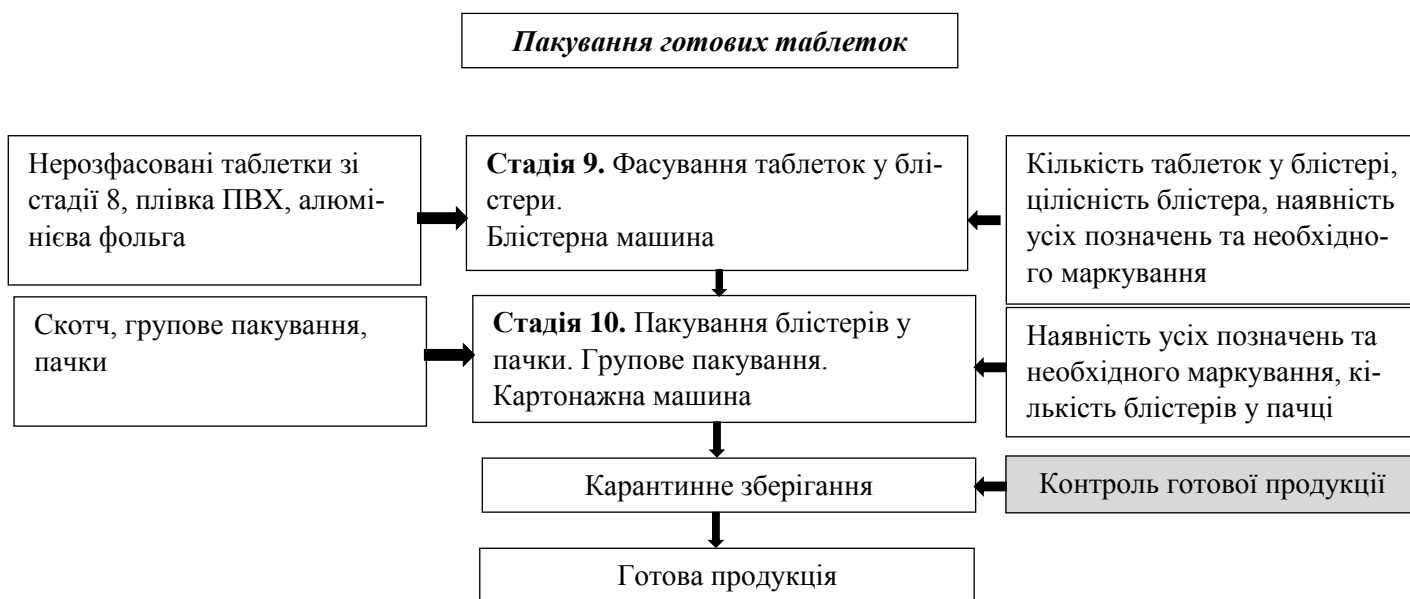 Пакування готових таблеток
Нерозфасовані таблетки зі
стадії 8, плівка ПВХ, алюмі-
нієва фольга
Стадія 9. Фасування таблеток у блі-
стери.
Блістерна машина
Кількість таблеток у блістері,
цілісність блістера, наявність
усіх позначень та необхідно-
го маркування
Скотч, групове пакування,
пачки
Стадія 10. Пакування блістерів у
пачки. Групове пакування.
Картонажна машина
Наявність усіх позначень та
необхідного маркування, кі-
лькість блістерів у пачці
Карантинне зберігання
Контроль готової продукції
Готова продукція